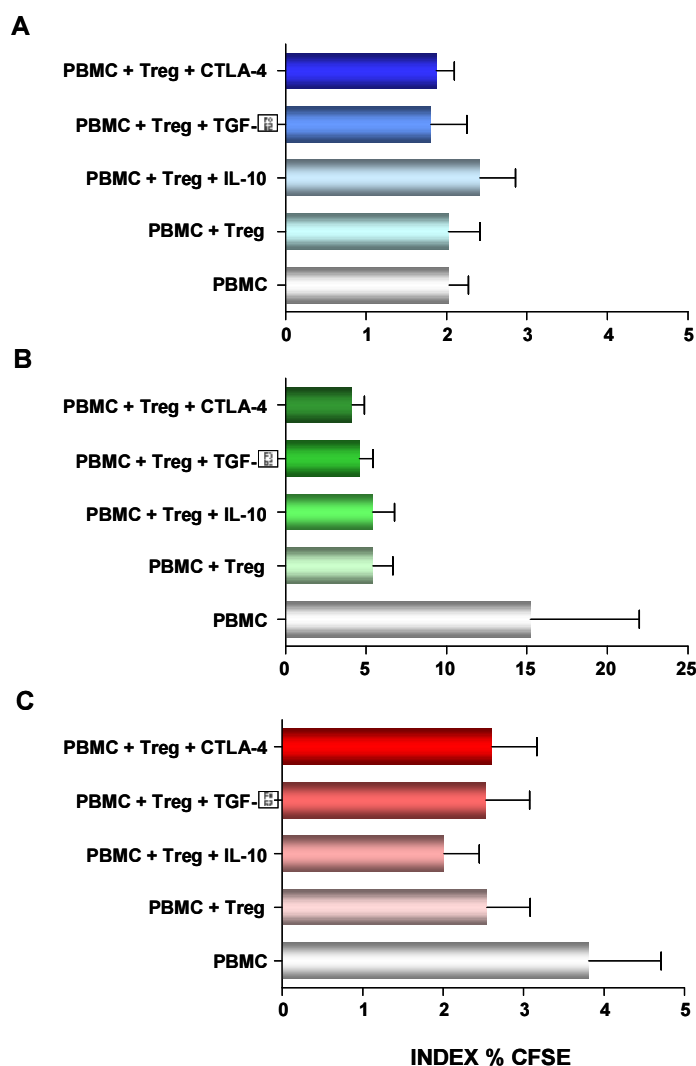 A
PBMC + Treg + CTLA-4
PBMC + Treg + TGF-
PBMC + Treg + IL-10
PBMC + Treg
PBMC
0 1 2 3 4 5
B
PBMC + Treg + CTLA-4
PBMC + Treg + TGF-
PBMC + Treg + IL-10
PBMC + Treg
PBMC
0 5 10 15 20 25
C
PBMC + Treg + CTLA-4
PBMC + Treg + TGF-
PBMC + Treg + IL-10
PBMC + Treg
PBMC
0 1 2 3 4 5
INDEX % CFSE